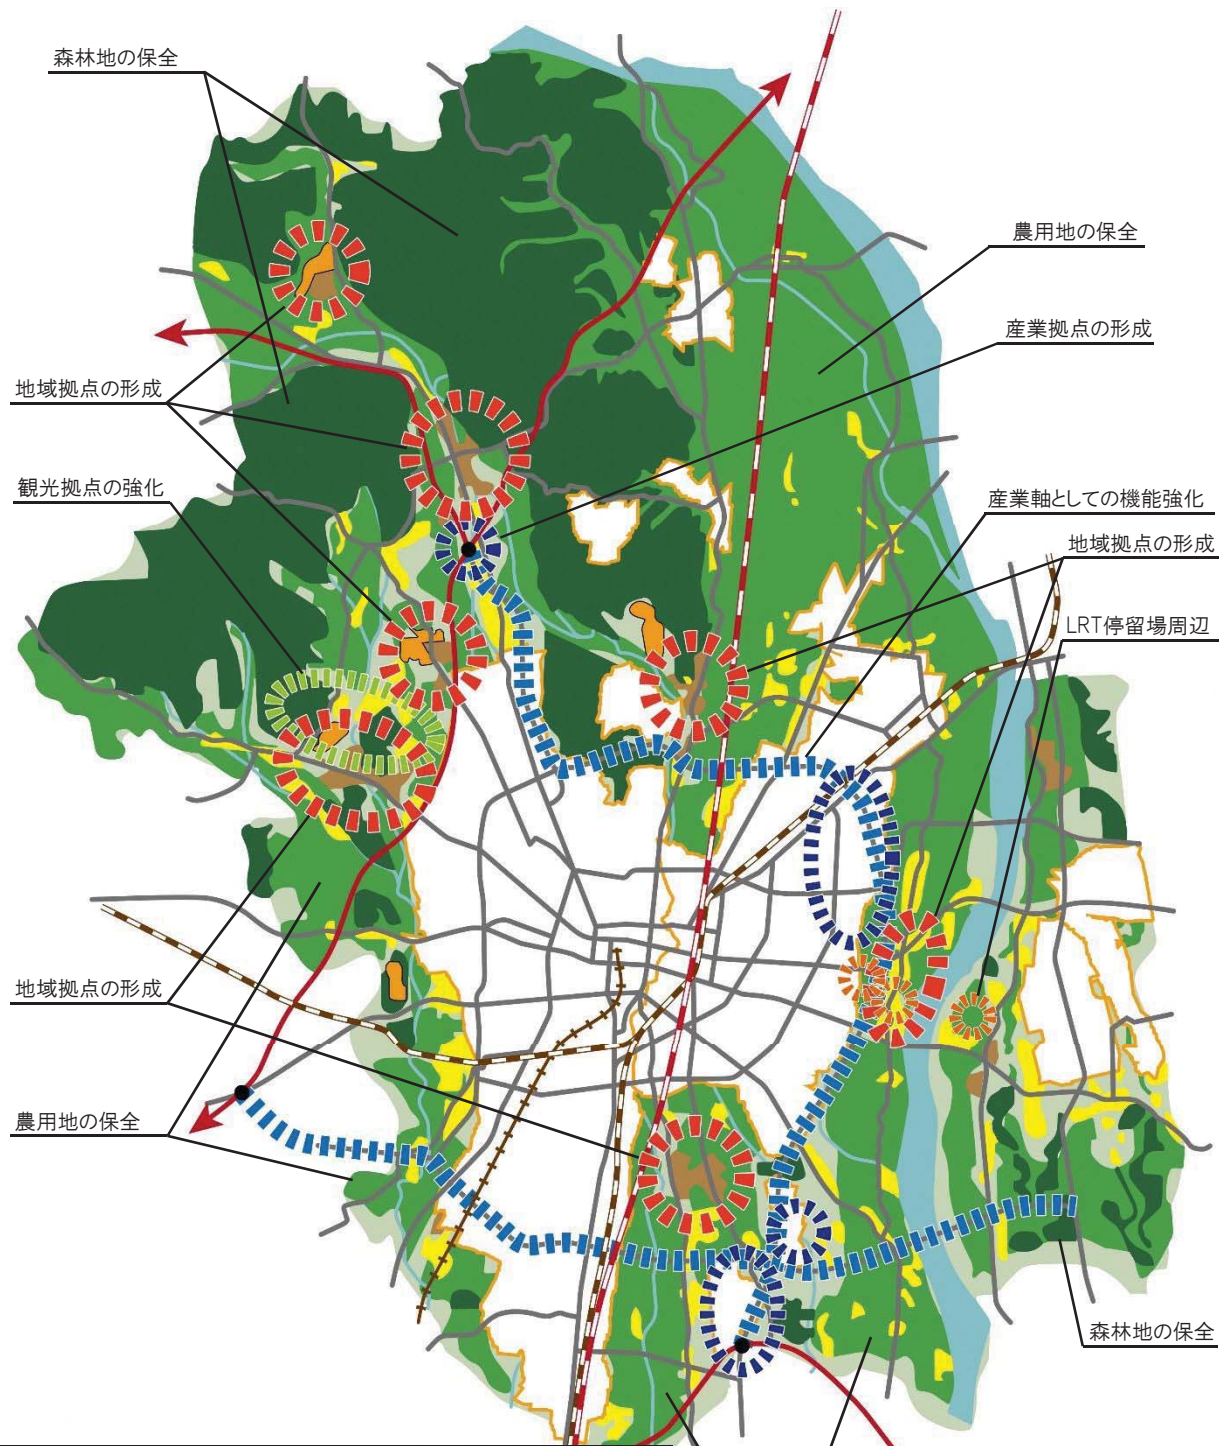 森林地の保全
農用地の保全
産業拠点の形成
地域拠点の形成
観光拠点の強化
産業軸としての機能強化
地域拠点の形成
LRT停留場周辺
地域拠点の形成
農用地の保全
森林地の保全